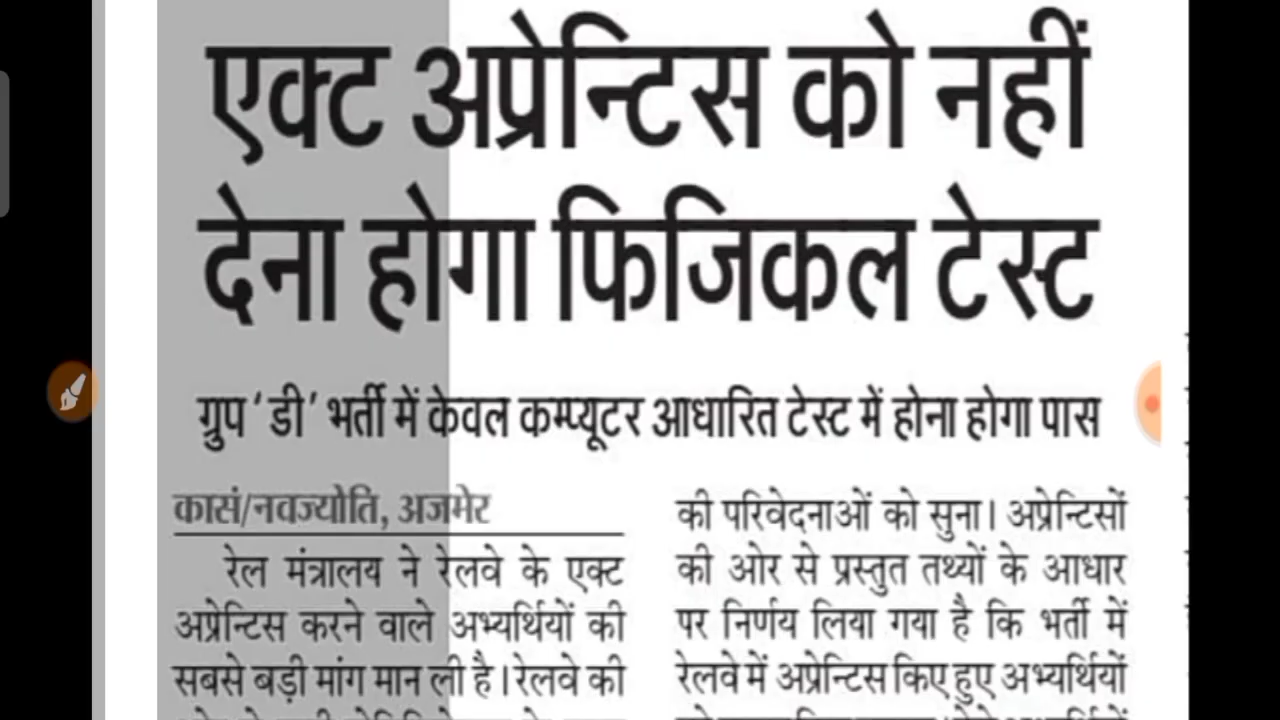 एक्ट अप्रेन्टिस को नहीं
देना होगा फिजिकल टेस्ट
ग्रुप 'डी' भर्ती में केवल कम्प्यूटर आधारित टेस्ट में होना होगा पास
कासं/नवज्योति, अजमेर
रेल मंत्रालय ने रेलवे के एक्ट
अप्रेन्टिस करने वाले अभ्यर्थियों की
सबसे बड़ी मांग मान ली है। रेलवे की
की परिवेदनाओं को सुना। अप्रेन्टिसों
की ओर से प्रस्तुत तथ्यों के आधार
पर निर्णय लिया गया है कि भर्ती में
रेलवे में अप्रेन्टिस किए हुए अभ्यर्थियों